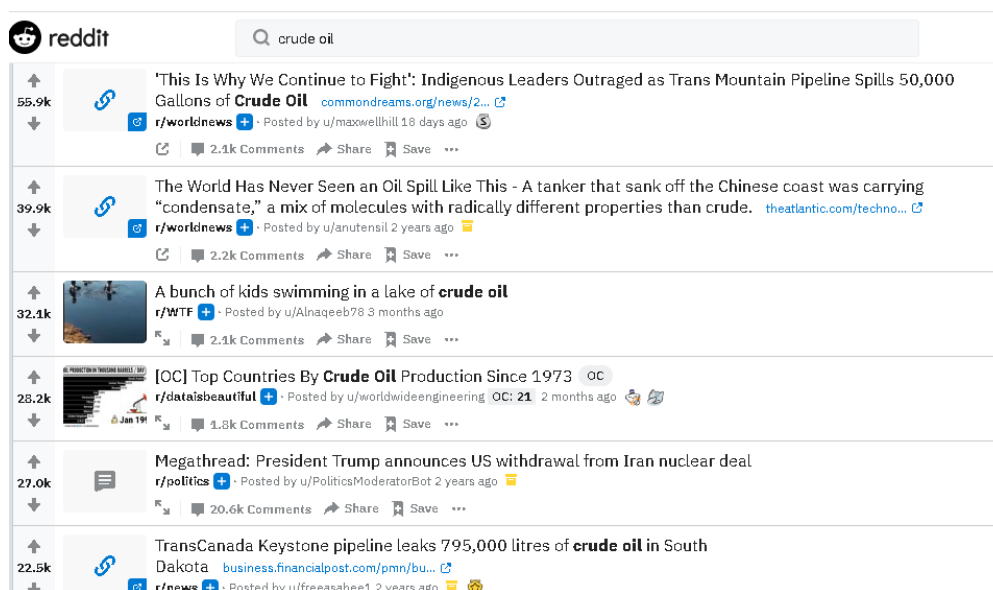 reddit
crude oil
'This Is Why We Continue to Fight': Indigenous Leaders Outraged as Trans Mountain Pipeline Spills 50,000
55.9k
Gallons of Crude Oil commondreams.org/news/2...
r/worldnews + · Posted by u/maxwellhill 18 days ago S
2.1k Comments Share Save ...
The World Has Never Seen an Oil Spill Like This - A tanker that sank off the Chinese coast was carrying
39.9k
“condensate,” a mix of molecules with radically different properties than crude. theatlantic.com/techno...
r/worldnews + · Posted by u/anutensil 2 years ago
2.2k Comments Share Save ...
A bunch of kids swimming in a lake of crude oil
32.1k
r/WTF + · Posted by u/Alnaqeeb78 3 months ago
2.1k Comments Share Save ...
[OC] Top Countries By Crude Oil Production Since 1973 OC
28.2k
r/dataisbeautiful + · Posted by u/worldwideengineering OC: 21 2 months ago
1.8k Comments Share Save ...
Megathread: President Trump announces US withdrawal from Iran nuclear deal
27.0k
r/politics + · Posted by u/PoliticsModeratorBot 2 years ago
20.6k Comments Share Save ...
TransCanada Keystone pipeline leaks 795,000 litres of crude oil in South
22.5k
Dakota business.financialpost.com/pmn/bu...
r/news + · Posted by u/freeasabee1 2 years ago